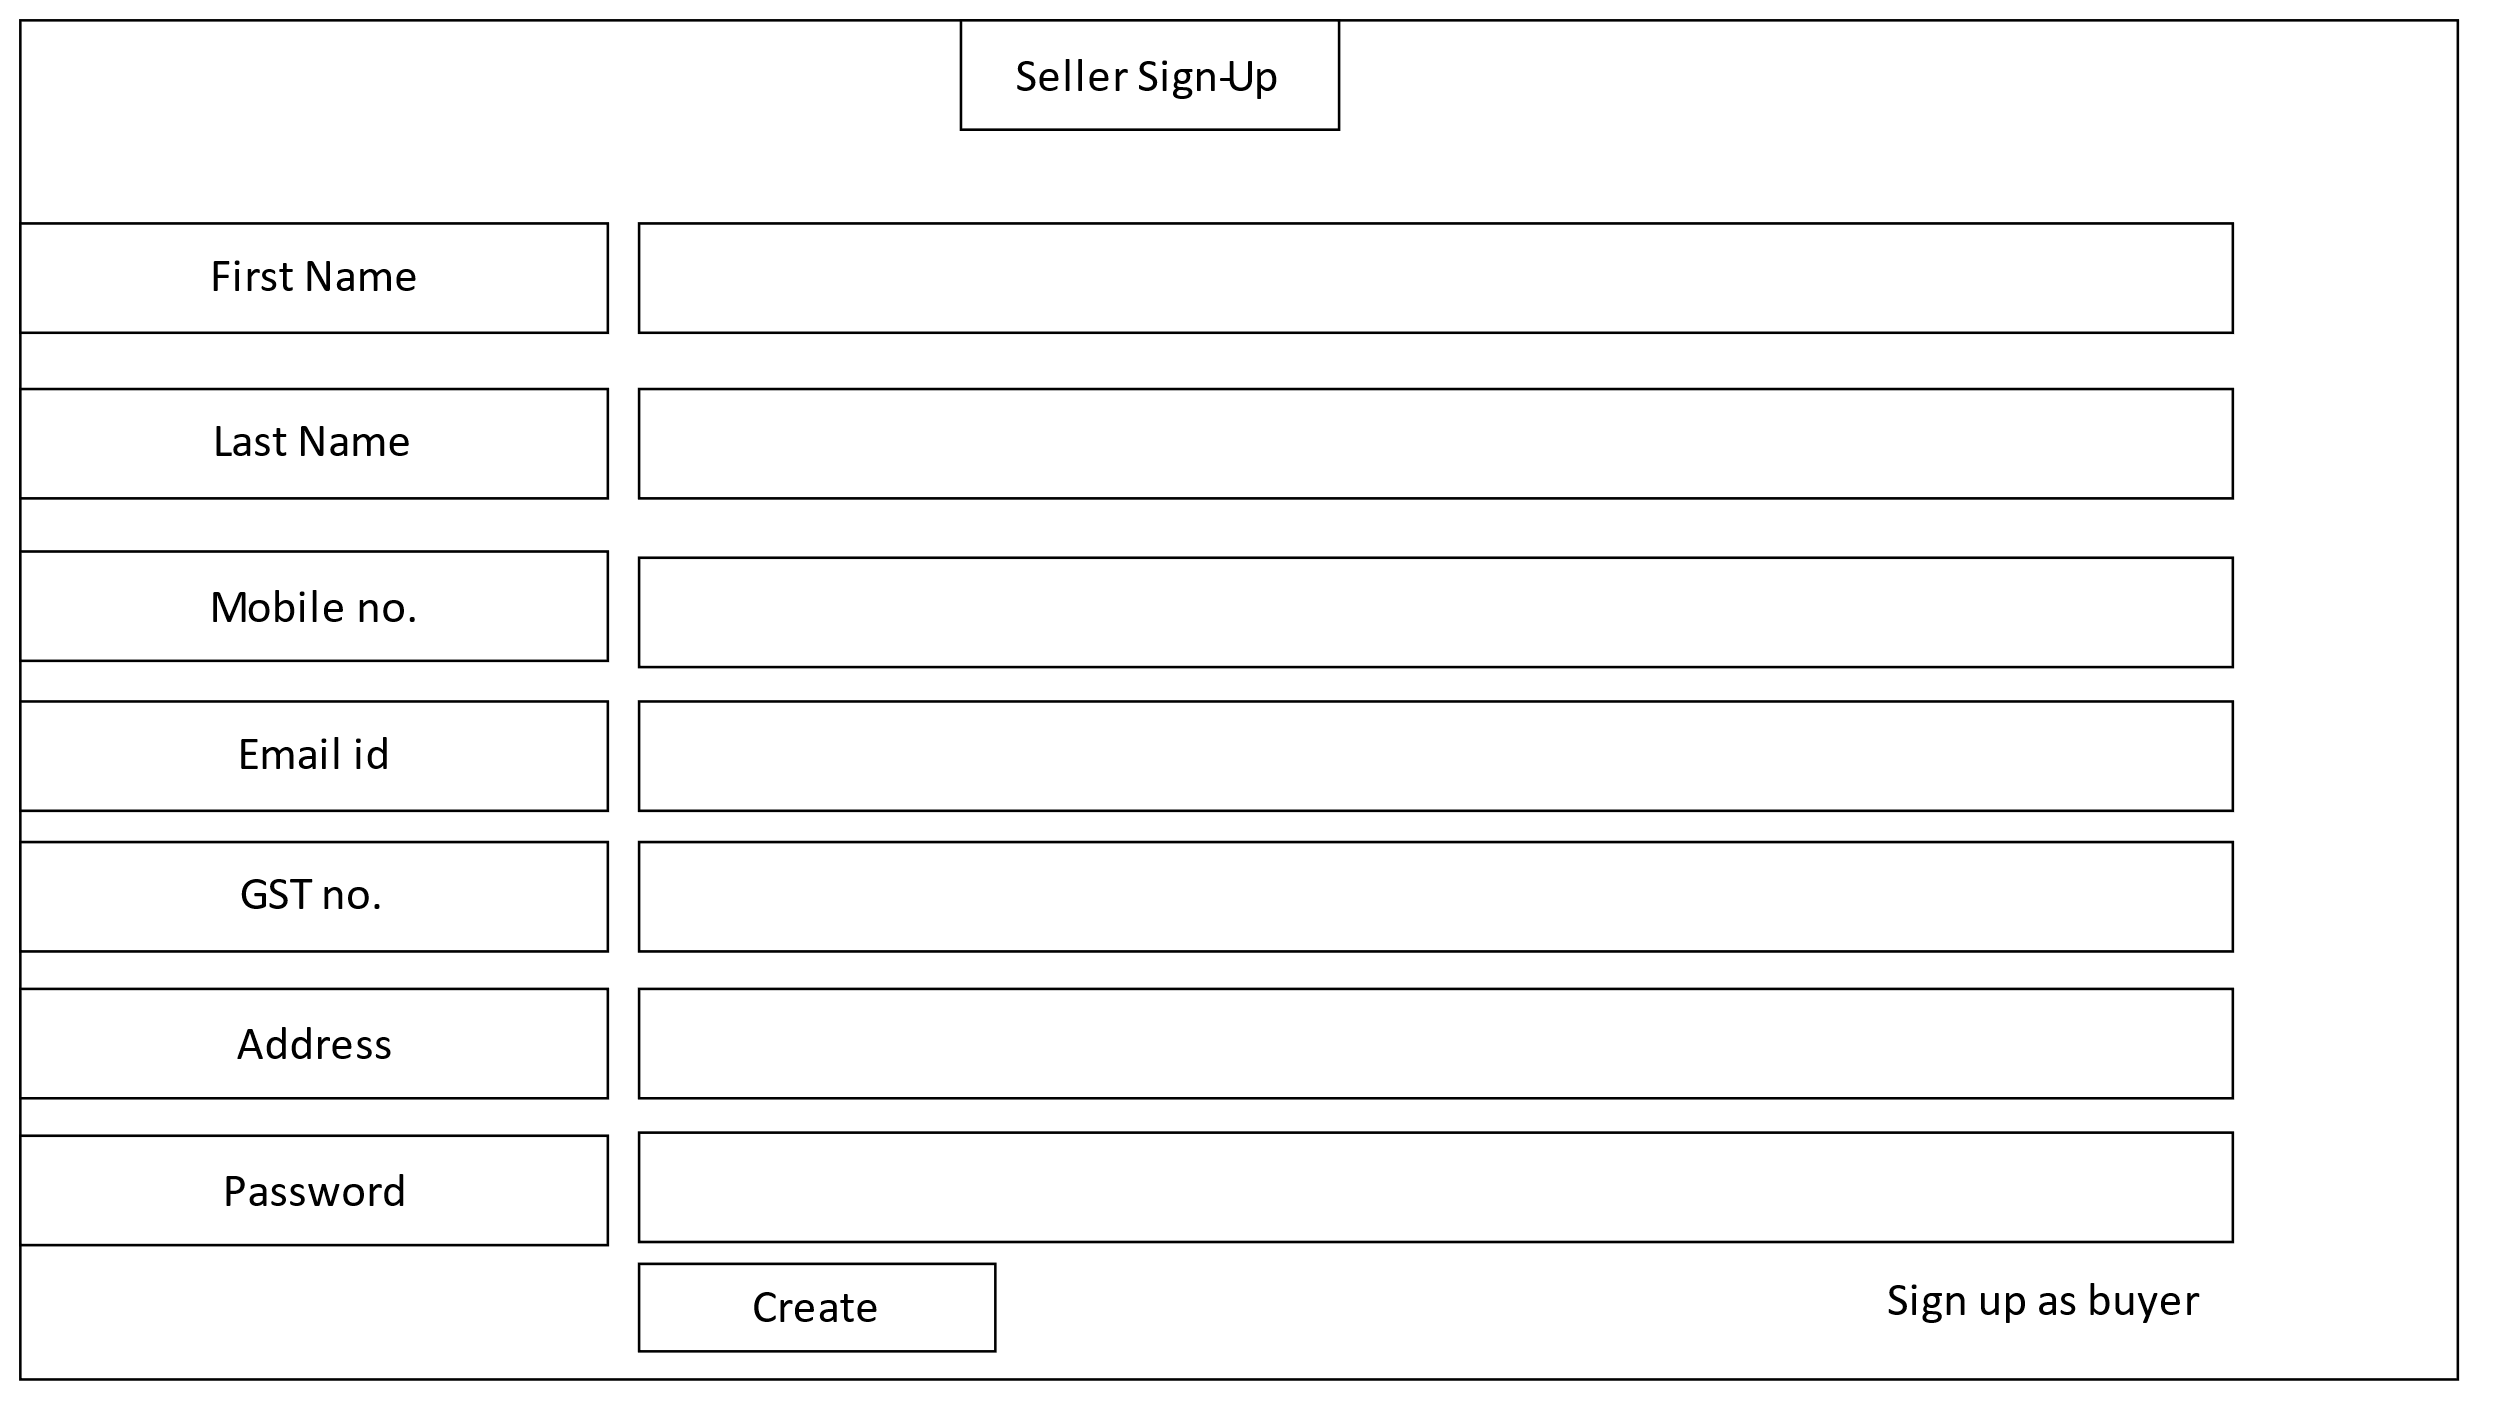 Seller Sign-Up
First Name
Last Name
Mobile no.
Email id
GST no.
Address
Password
Create
Sign up as buyer